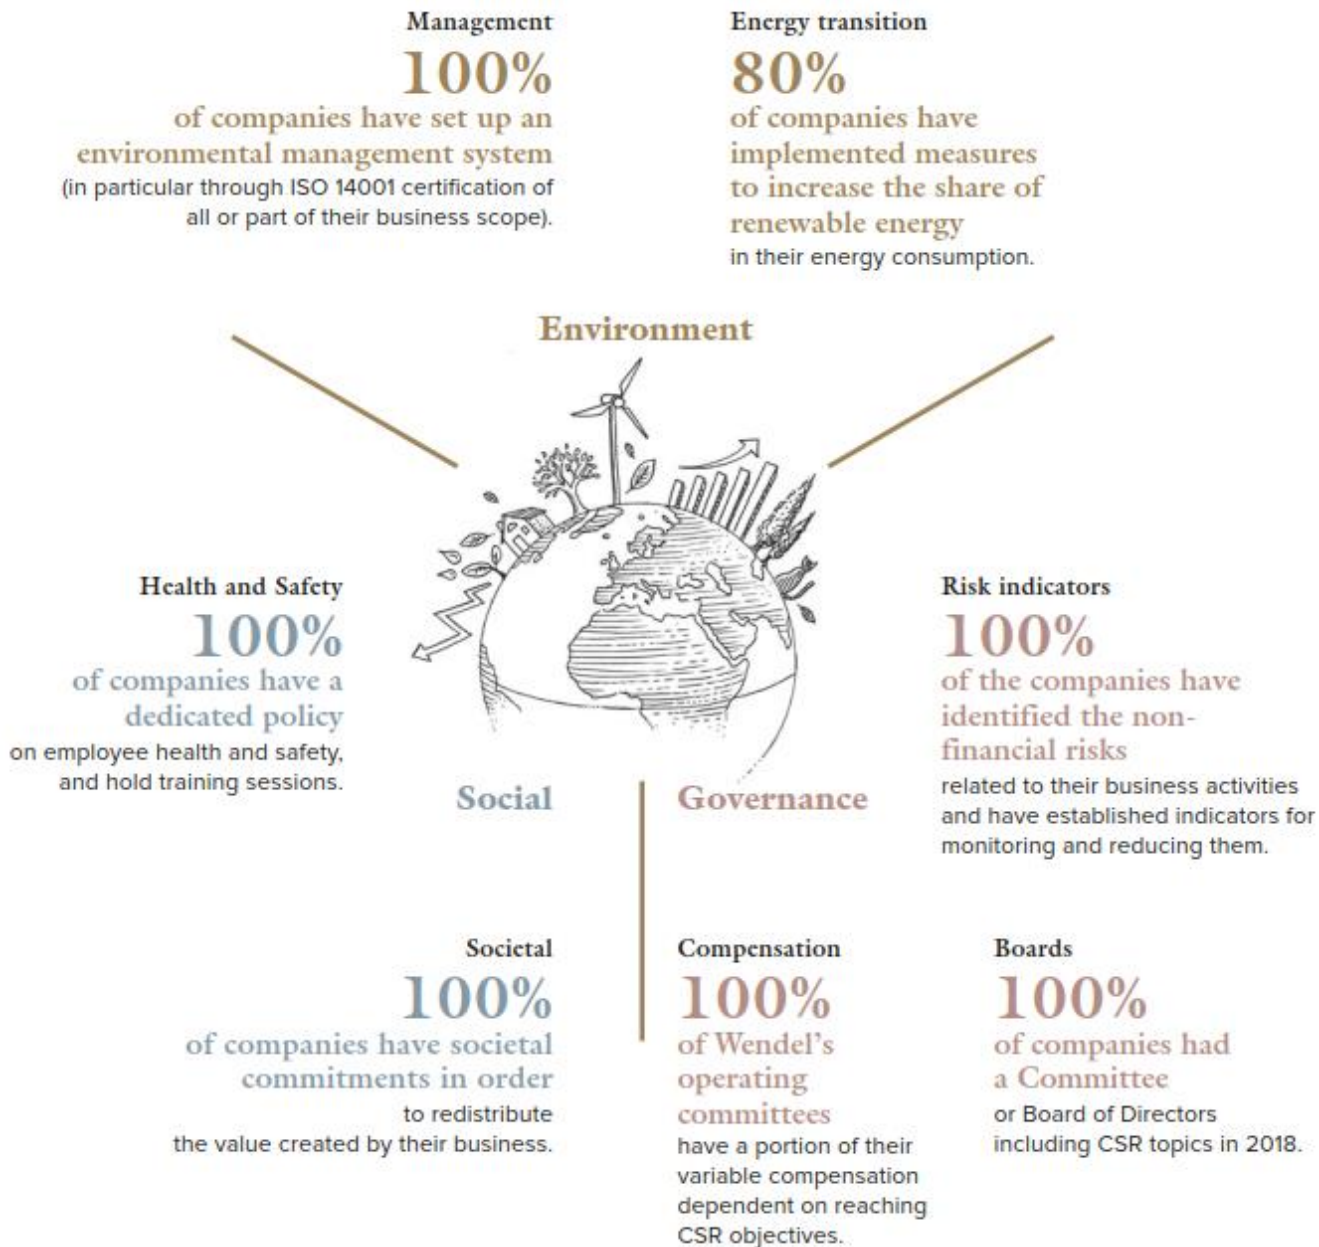 Management
100%
of companies have set up an
environmental management system
(in particular through ISO 14001 certification of
all or part of their business scope).
Energy transition
80%
of companies have
implemented measures
to increase the share of
renewable energy
in their energy consumption.
Environment
Health and Safety
100%
of companies have a
dedicated policy
on employee health and safety,
and hold training sessions.
Risk indicators
100%
of the companies have
identified the non-
financial risks
related to their business activities
and have established indicators for
monitoring and reducing them.
Social
Governance
Societal
100%
of companies have societal
commitments in order
to redistribute
the value created by their business.
Compensation
100%
of Wendel's
operating
committees
have a portion of their
variable compensation
dependent on reaching
CSR objectives.
Boards
100%
of companies had
a Committee
or Board of Directors
including CSR topics in 2018.